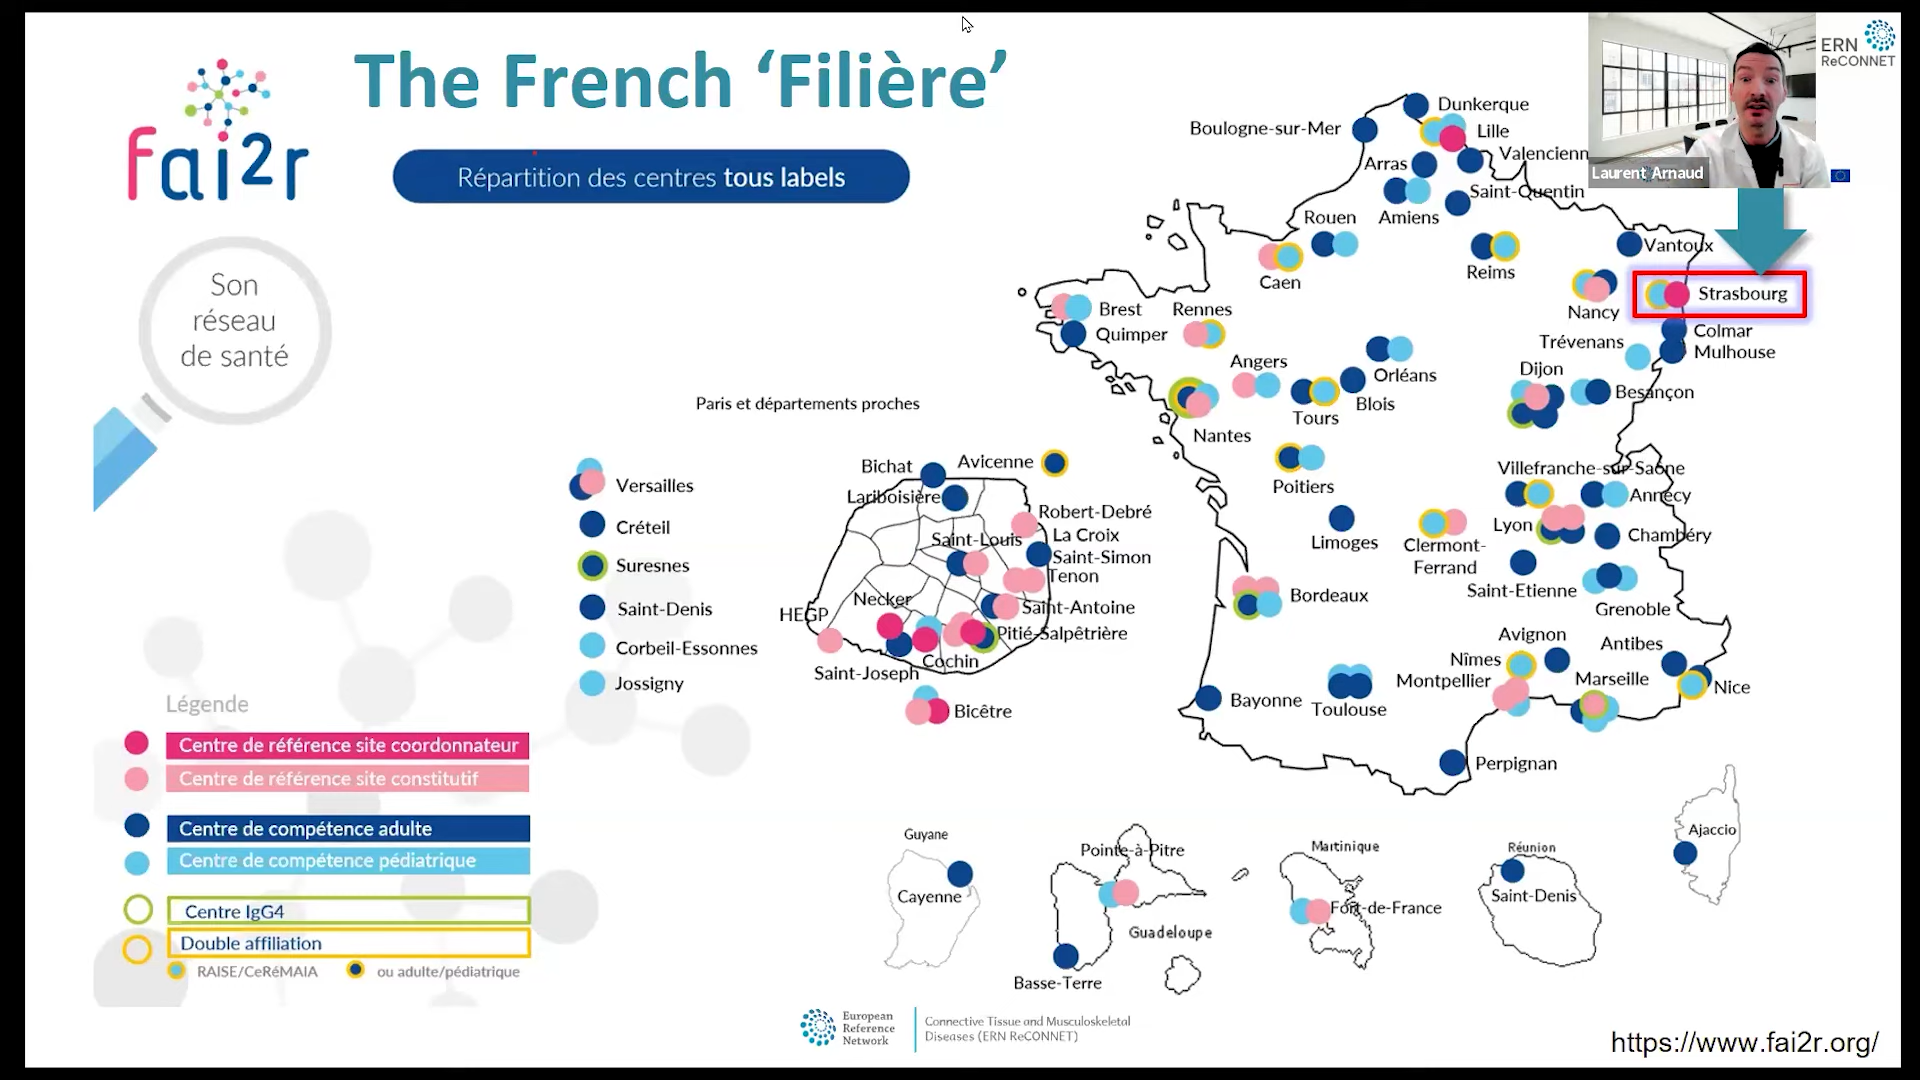 The French ‘Filière’
fai2r
Répartition des centres tous labels
ERN
ReCONNET
Laurent Arnaud
Son
réseau
de santé
Dunkerque
Boulogne-sur-Mer
Lille
Valencienn
Arras
Saint-Quentin
Rouen
Amiens
Vantoux
Reims
Caen
Strasbourg
Nancy
Brest
Rennes
Quimper
Colmar
Trévenans
Mulhouse
Angers
Dijon
Orléans
Besançon
Tours
Blois
Nantes
Paris et départements proches
Villefranche-sur-Saône
Poitiers
Annecy
Lyon
Chambéry
Limoges
Clermont-
Ferrand
Saint-Etienne
Grenoble
Bordeaux
Avignon
Antibes
Nîmes
Montpellier
Marseille
Nice
Bayonne
Toulouse
Perpignan
Bichat
Avicenne
Lariboisière
Robert-Debré
La Croix
Saint-Simon
Saint-Louis
Tenon
Necker
HEGP
Saint-Antoine
Pitié-Salpêtrière
Cochin
Saint-Joseph
Bicêtre
Versailles
Créteil
Suresnes
Saint-Denis
Corbeil-Essonnes
Jossigny
Légende
Centre de référence site coordonnateur
Centre de référence site constitutif
Centre de compétence adulte
Centre de compétence pédiatrique
Centre IgG4
Double affiliation
RAISE/CeRéMAIA
ou adulte/pédiatrique
Guyane
Cayenne
Pointe-à-Pitre
Guadeloupe
Basse-Terre
Martinique
Fort-de-France
Réunion
Saint-Denis
Ajaccio
European
Reference
Network
Connective Tissue and Musculoskeletal
Diseases (ERN ReCONNET)
https://www.fai2r.org/